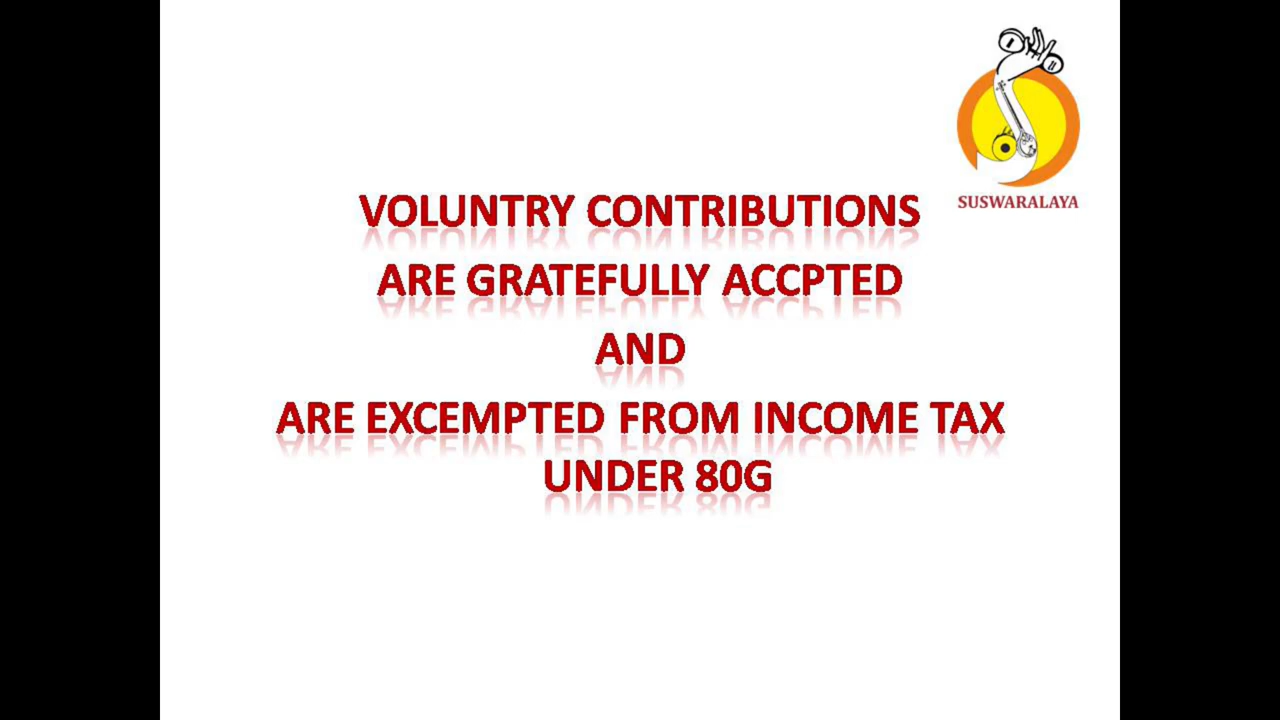 SUSWARALAYA
VOLUNTRY CONTRIBUTIONS
ARE GRATEFULLY ACCPTED
AND
ARE EXCEMPTED FROM INCOME TAX
UNDER 80G